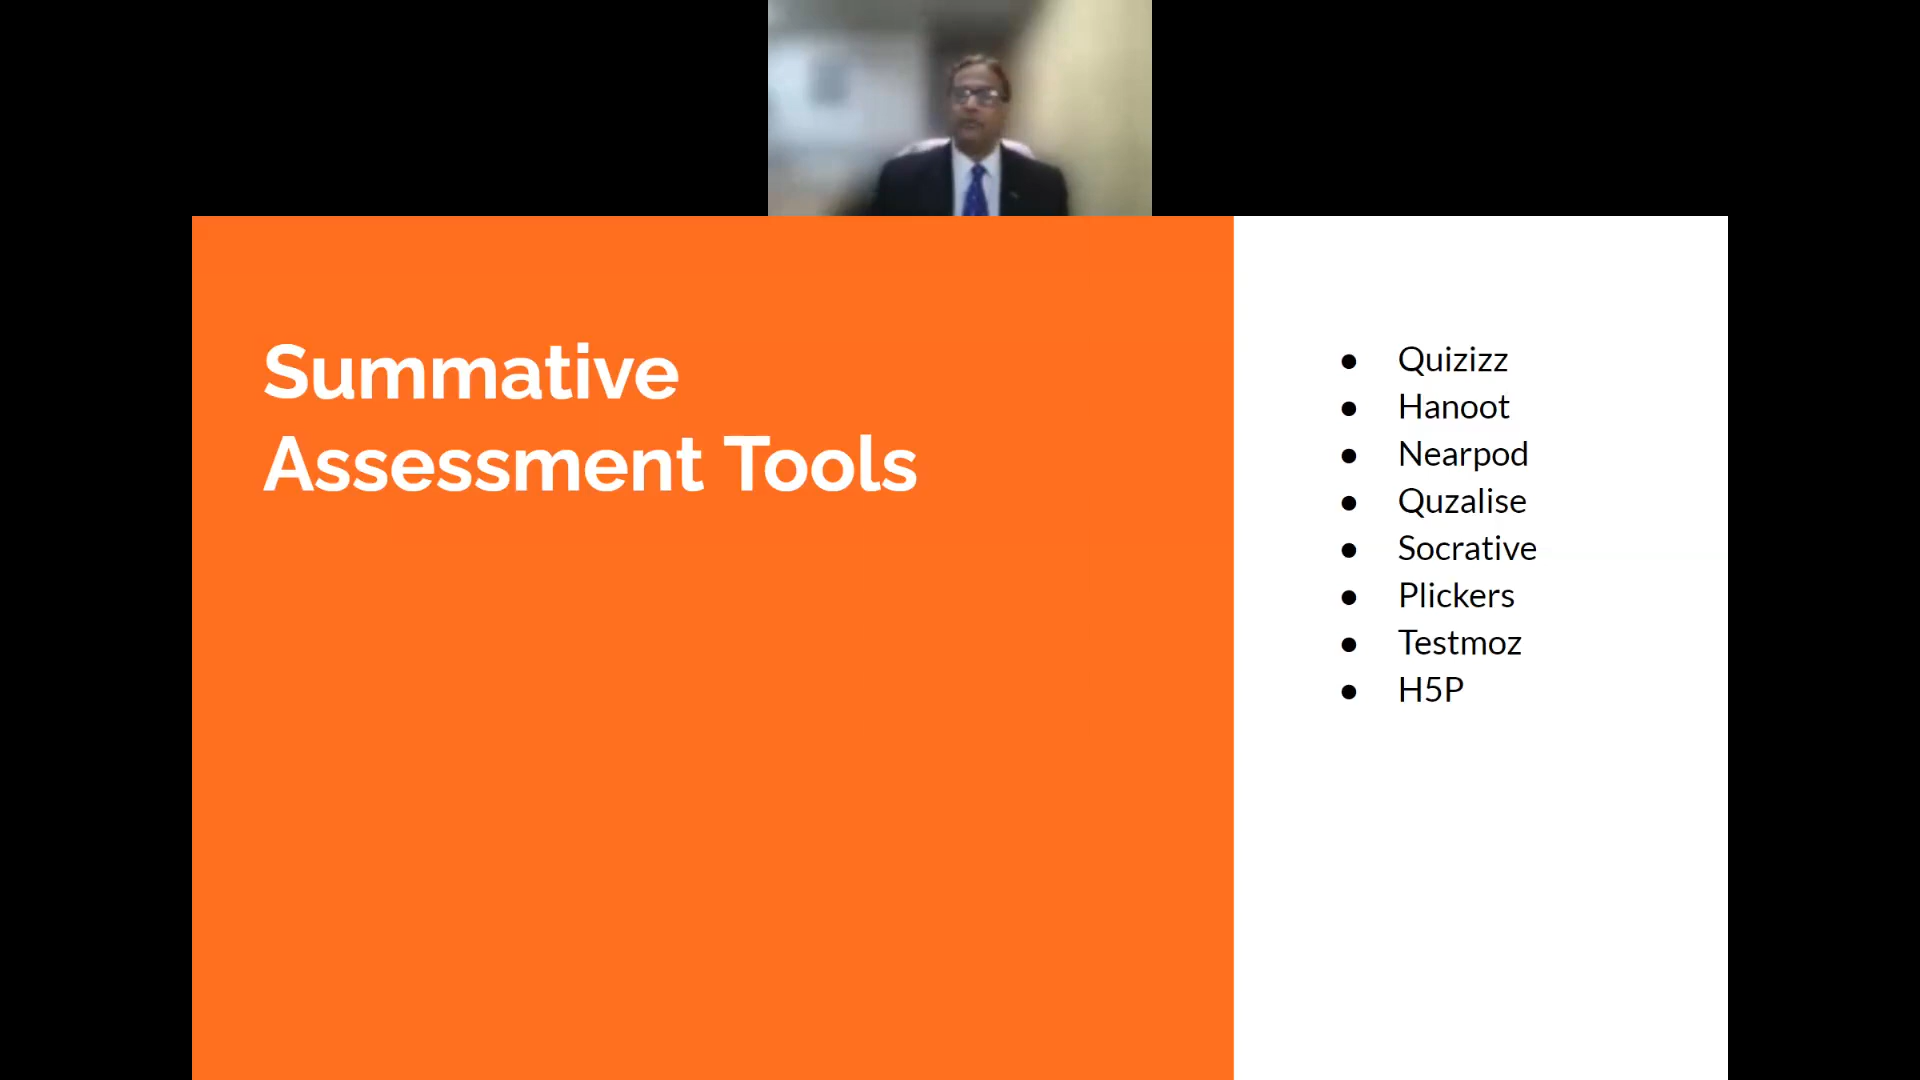 Summative
Assessment Tools
● Quizizz
● Hanoot
● Nearpod
● Quzalise
● Socrative
● Plickers
● Testmoz
● H5P